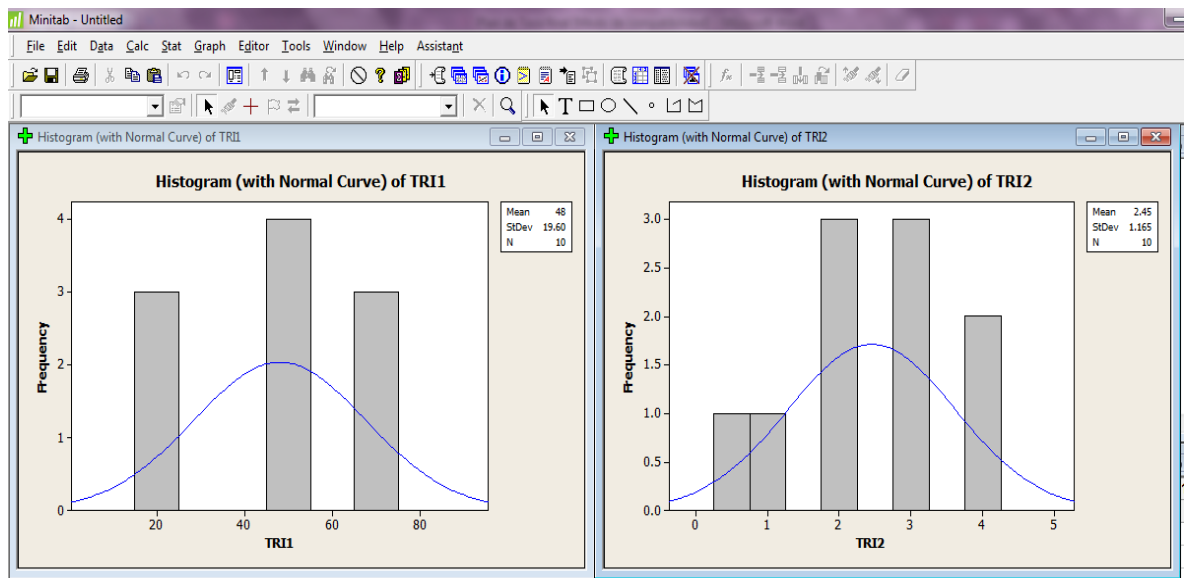 Minitab - Untitled
File Edit Data Calc Stat Graph Editor Tools Window Help Assistant
Histogram (with Normal Curve) of TRI1
Histogram (with Normal Curve) of TRI1
Mean 48
StDev 19.60
N 10
4
3
2
1
0
Frequency
20 40 60 80
TRI1
Histogram (with Normal Curve) of TRI2
Histogram (with Normal Curve) of TRI2
Mean 2.45
StDev 1.165
N 10
3.0
2.5
2.0
1.5
1.0
0.5
0.0
Frequency
0 1 2 3 4 5
TRI2